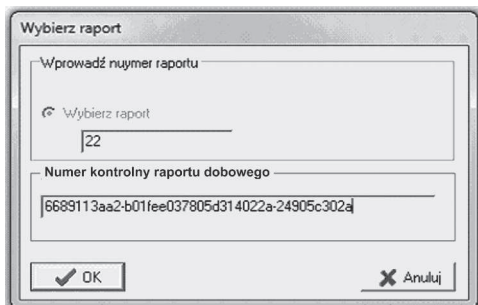 Wybierz raport
Wprowadź nuymer raportu
Wybierz raport
22
Numer kontrolny raportu dobowego
6689113aa2-b01fee037805d314022a-24905c302a
OK
Anuluj